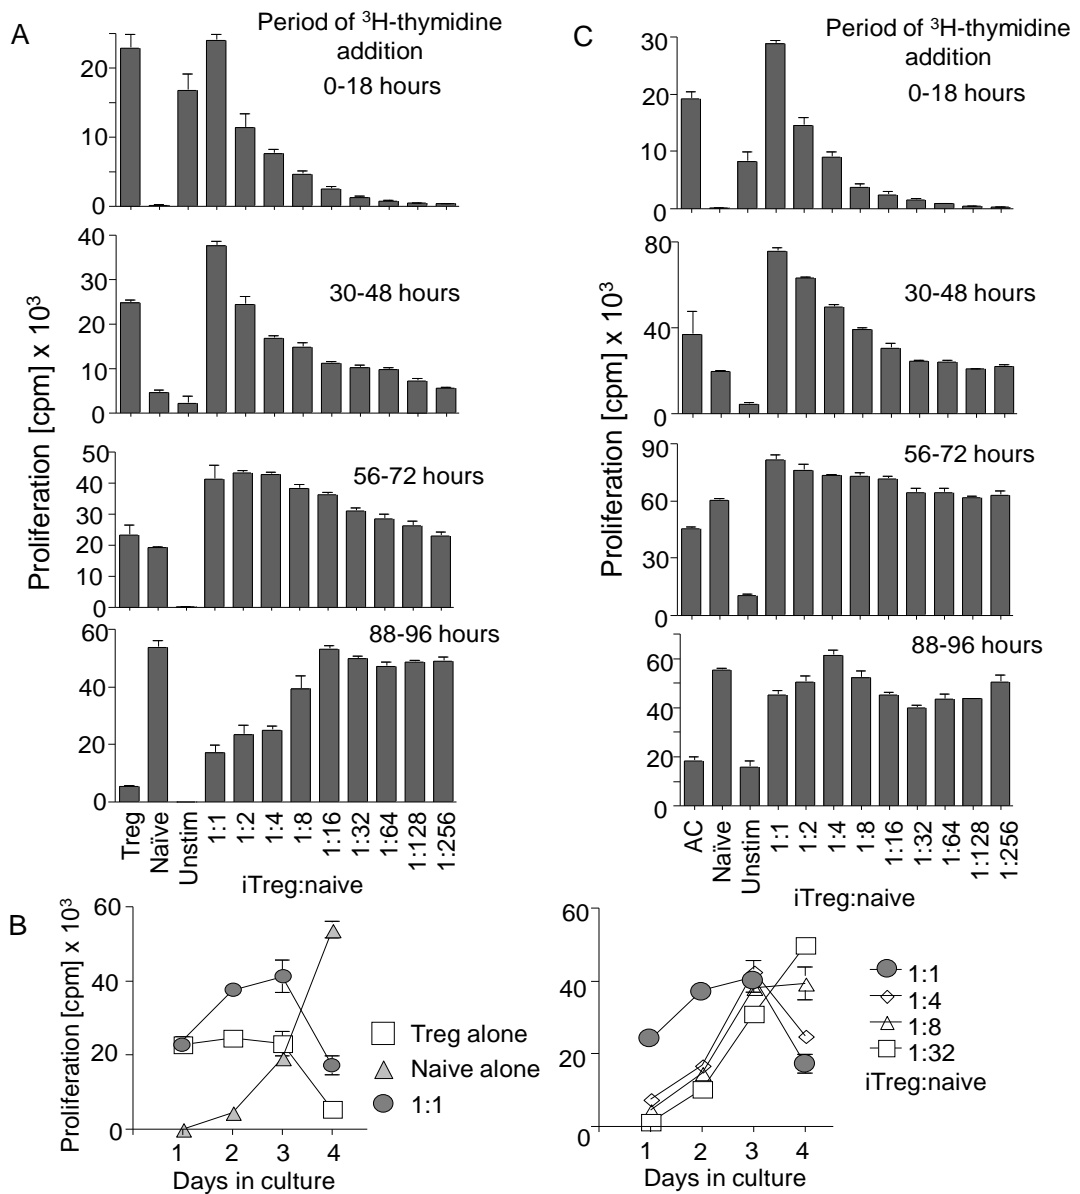 A
Period of ³H-thymidine
addition
0-18 hours
20
10
0
40
30
20
10
0
30-48 hours
50
40
30
20
10
0
56-72 hours
60
40
20
0
88-96 hours
Proliferation [cpm] x 10³
Treg
Naïve
Unstim
1:1
1:2
1:4
1:8
1:16
1:32
1:64
1:128
1:256
iTreg:naive
C
Period of ³H-thymidine
addition
0-18 hours
30
20
10
0
80
40
0
30-48 hours
90
60
30
0
56-72 hours
60
40
20
0
88-96 hours
Proliferation [cpm] x 10³
AC
Naïve
Unstim
1:1
1:2
1:4
1:8
1:16
1:32
1:64
1:128
1:256
iTreg:naive
B
Proliferation [cpm] x 10³
60
40
20
0
1 2 3 4
Days in culture
Treg alone
Naive alone
1:1
60
40
20
0
1 2 3 4
Days in culture
1:1
1:4
1:8
1:32
iTreg:naive